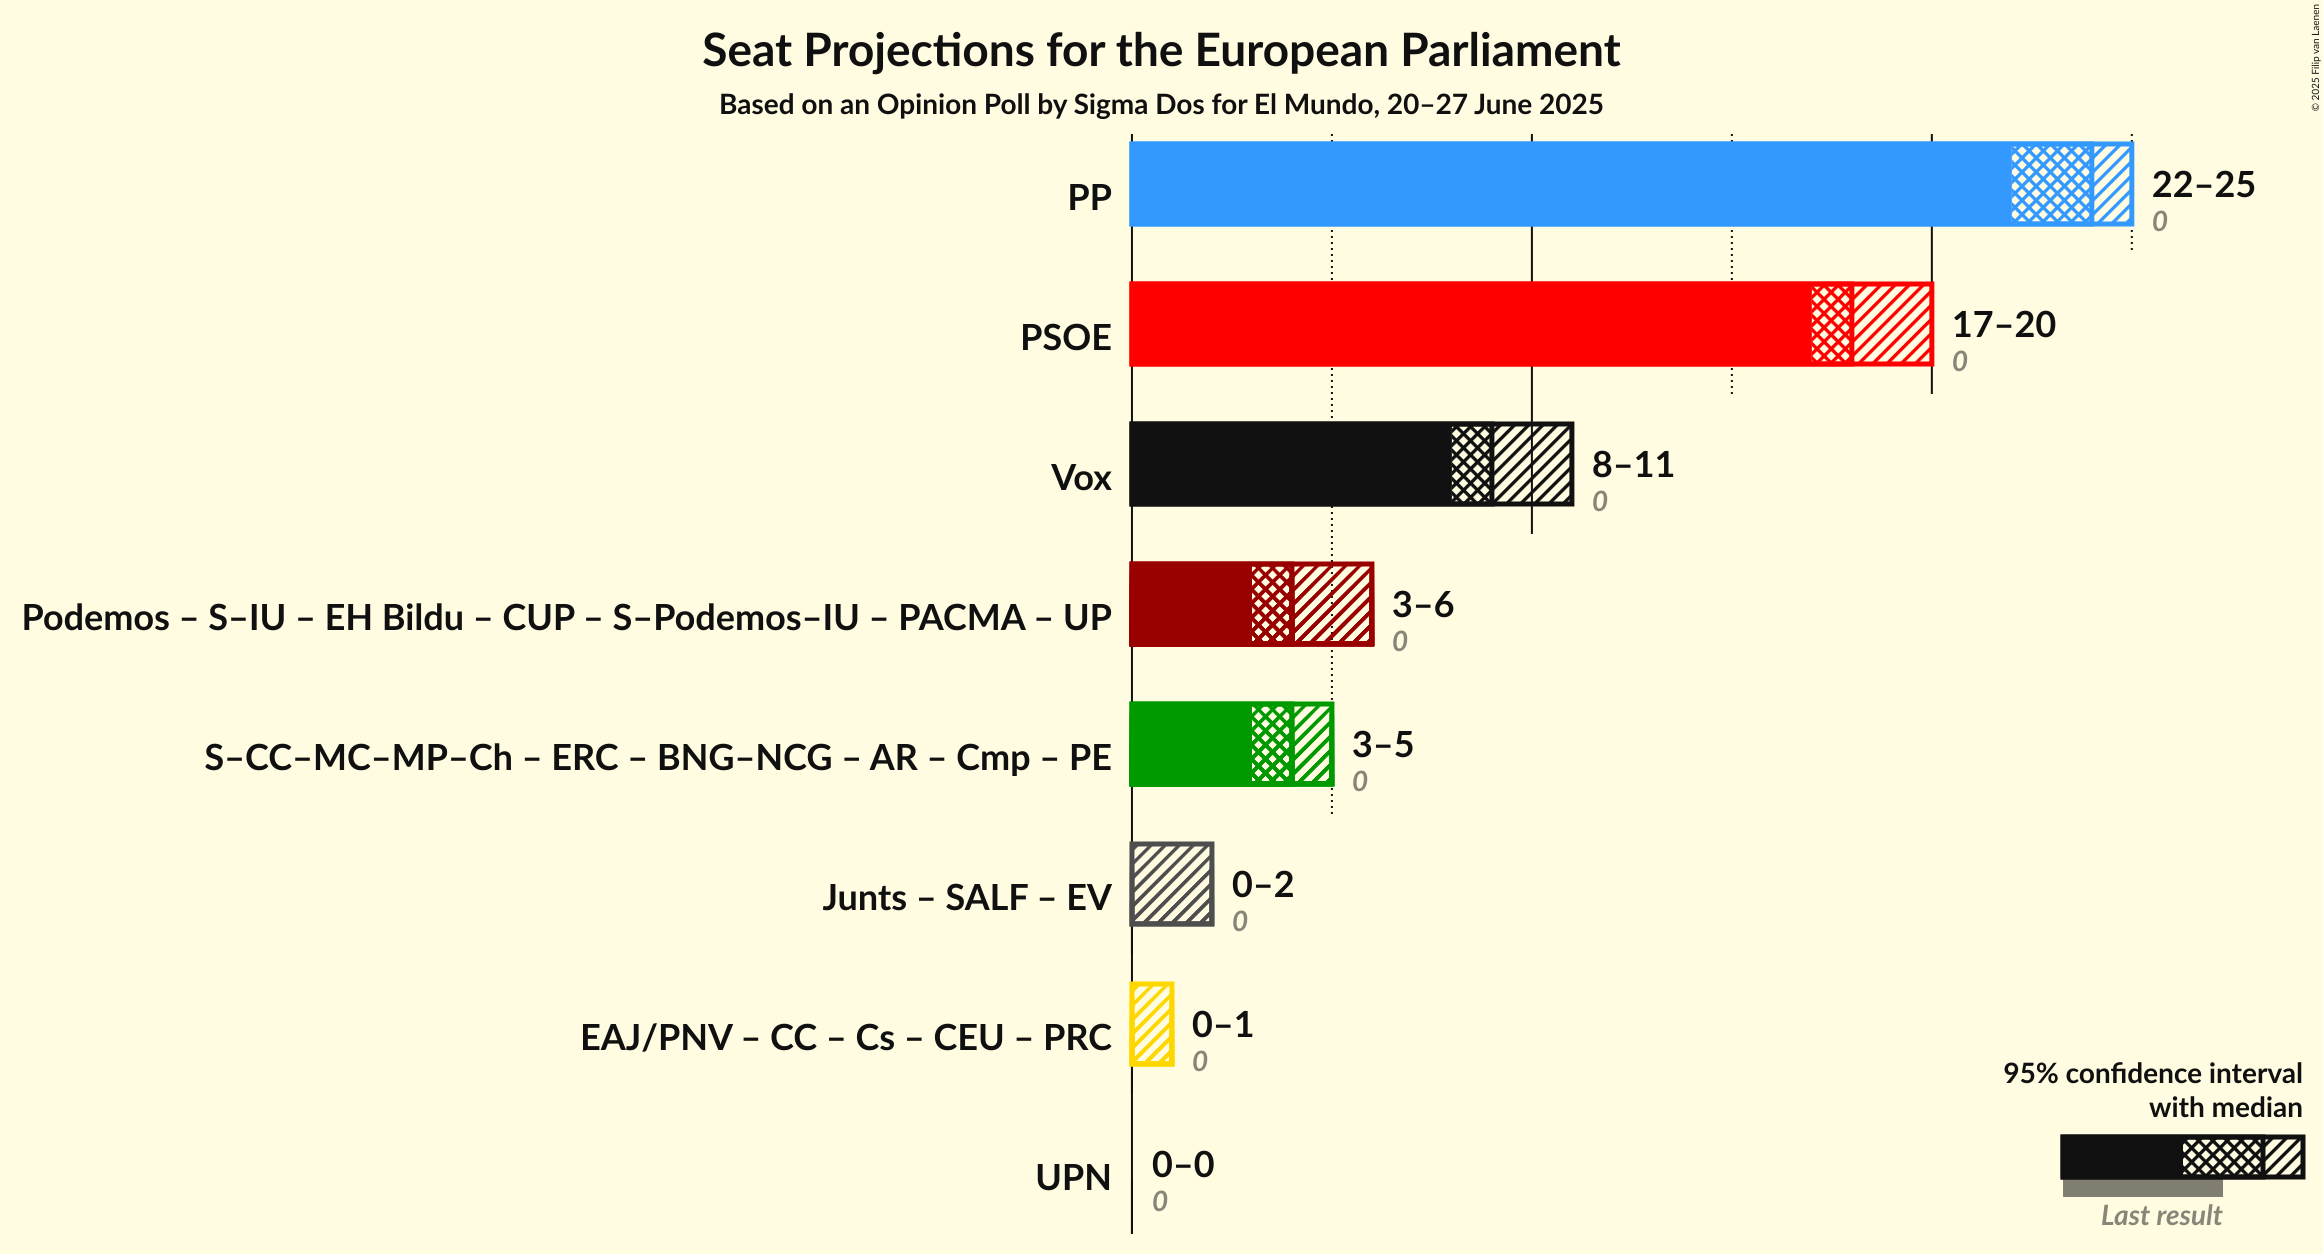 Seat Projections for the European Parliament
Based on an Opinion Poll by Sigma Dos for El Mundo, 20–27 June 2025
© 2025 Filip van Laenen
PP
22–25
0
PSOE
17–20
0
Vox
8–11
0
Podemos – S–IU – EH Bildu – CUP – S–Podemos–IU – PACMA – UP
3–6
0
S–CC–MC–MP–Ch – ERC – BNG–NCG – AR – Cmp – PE
3–5
0
Junts – SALF – EV
0–2
0
EAJ/PNV – CC – Cs – CEU – PRC
0–1
0
UPN
0–0
0
95% confidence interval
with median
Last result